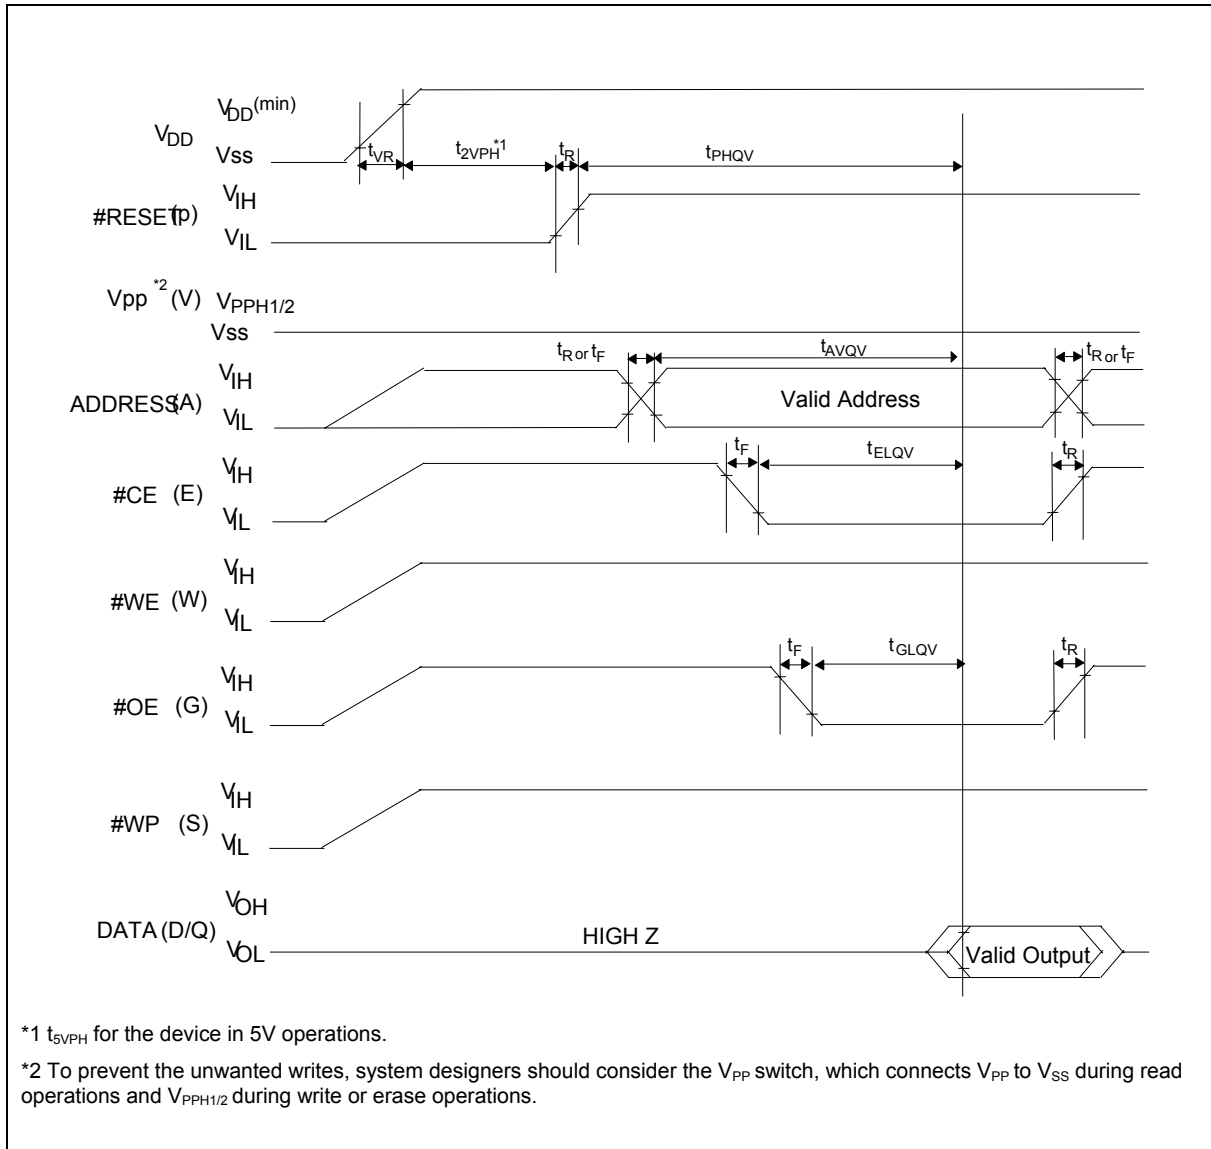 VDD(min)
VDD
Vss
tVR
t2VPH*1
tR
tPHQV
VIH
#RESET(p)
VIL
Vpp*2 (V) VPPH1/2
Vss
tR or tF
tAVQV
tR or tF
VIH
ADDRESS(A)
VIL
Valid Address
tF
tELQV
tR
VIH
#CE (E)
VIL
VIH
#WE (W)
VIL
tF
tGLQV
tR
VIH
#OE (G)
VIL
VIH
#WP (S)
VIL
VOH
DATA (D/Q)
VOL
HIGH Z
Valid Output
*1 t5VPH for the device in 5V operations.
*2 To prevent the unwanted writes, system designers should consider the VPP switch, which connects VPP to VSS during read
operations and VPPH1/2 during write or erase operations.